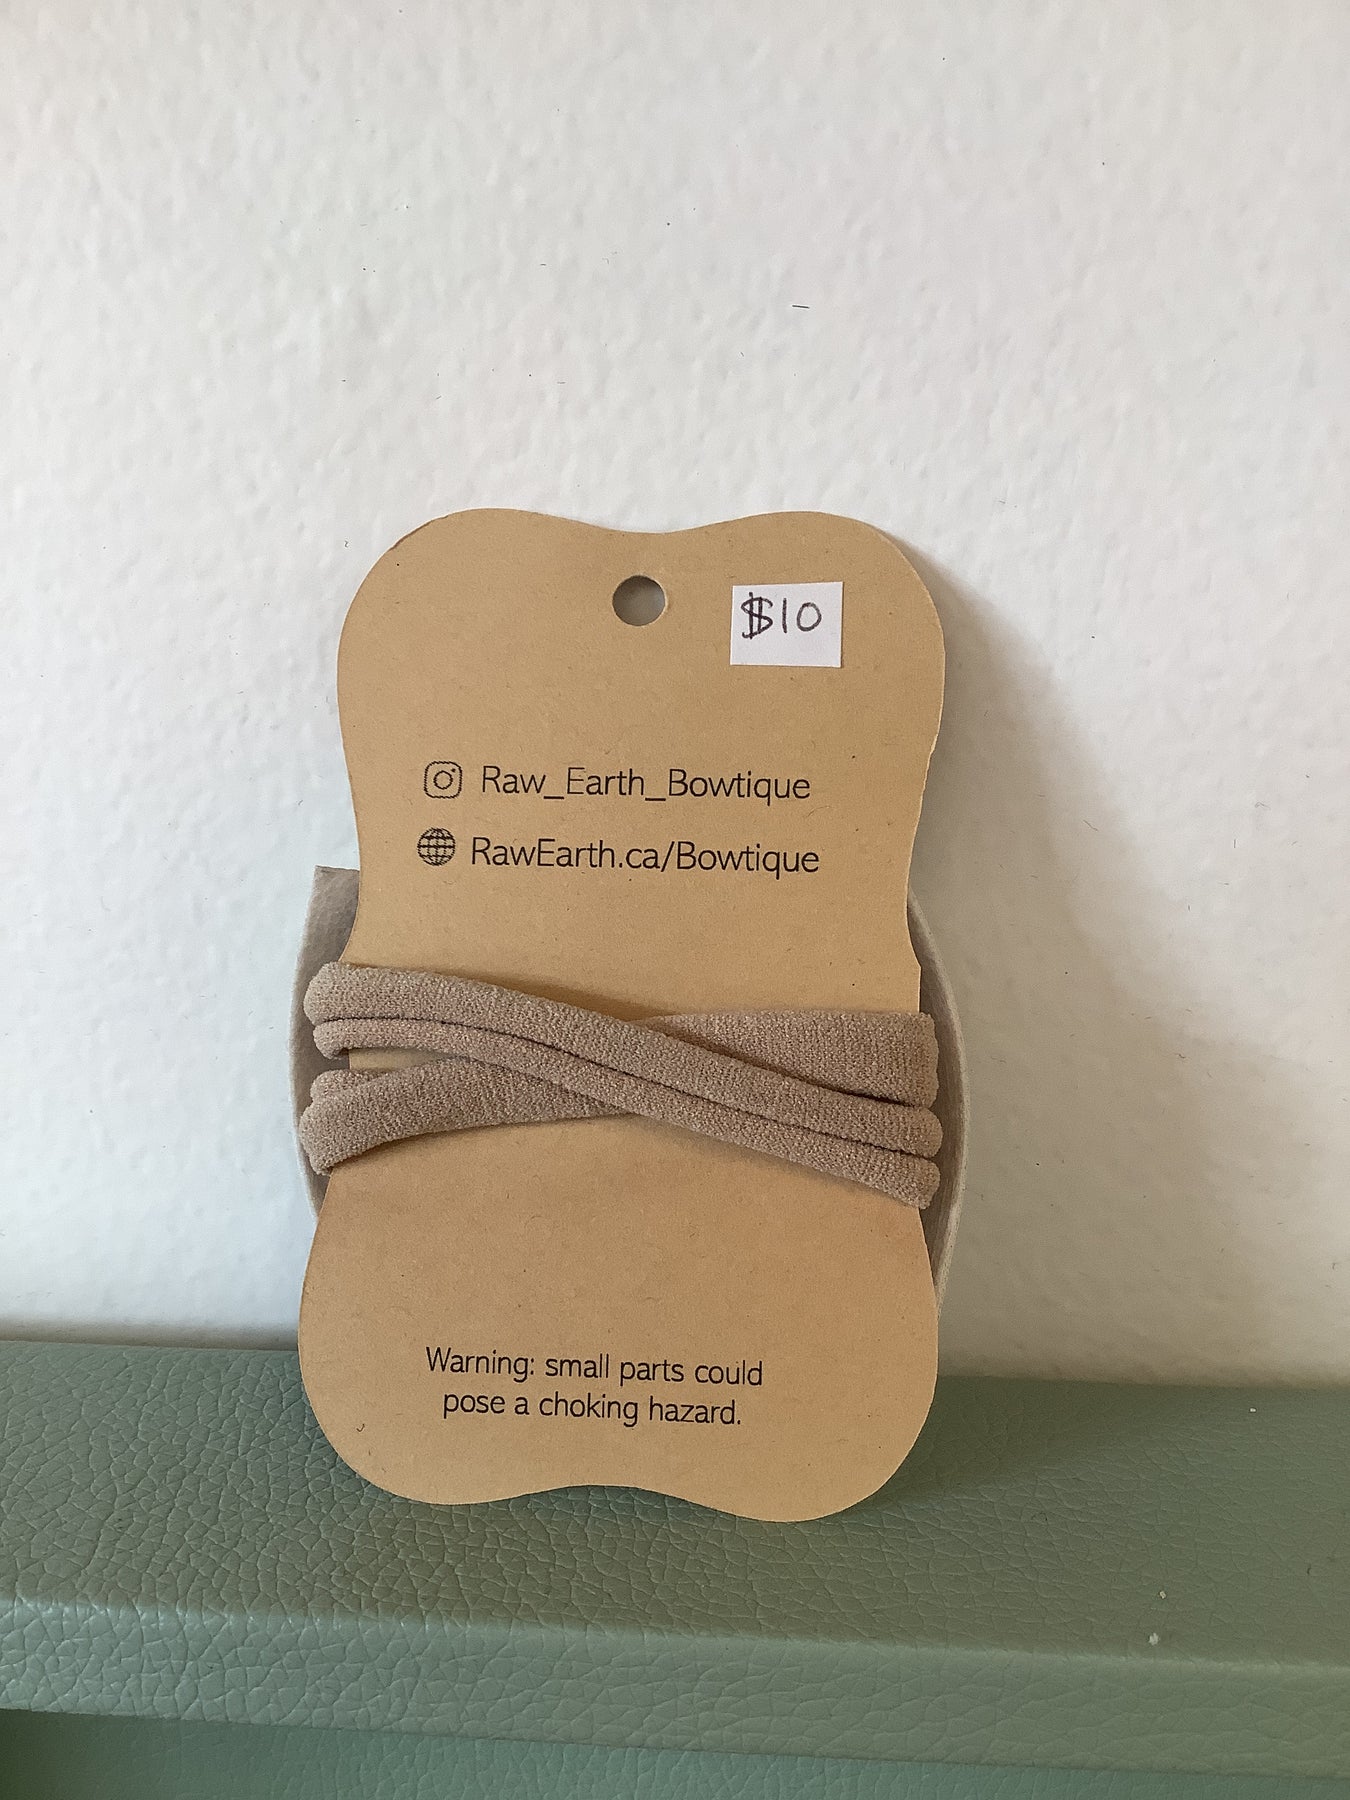 $10
Raw_Earth_Bowtique
RawEarth.ca/Bowtique
Warning: small parts could
pose a choking hazard.